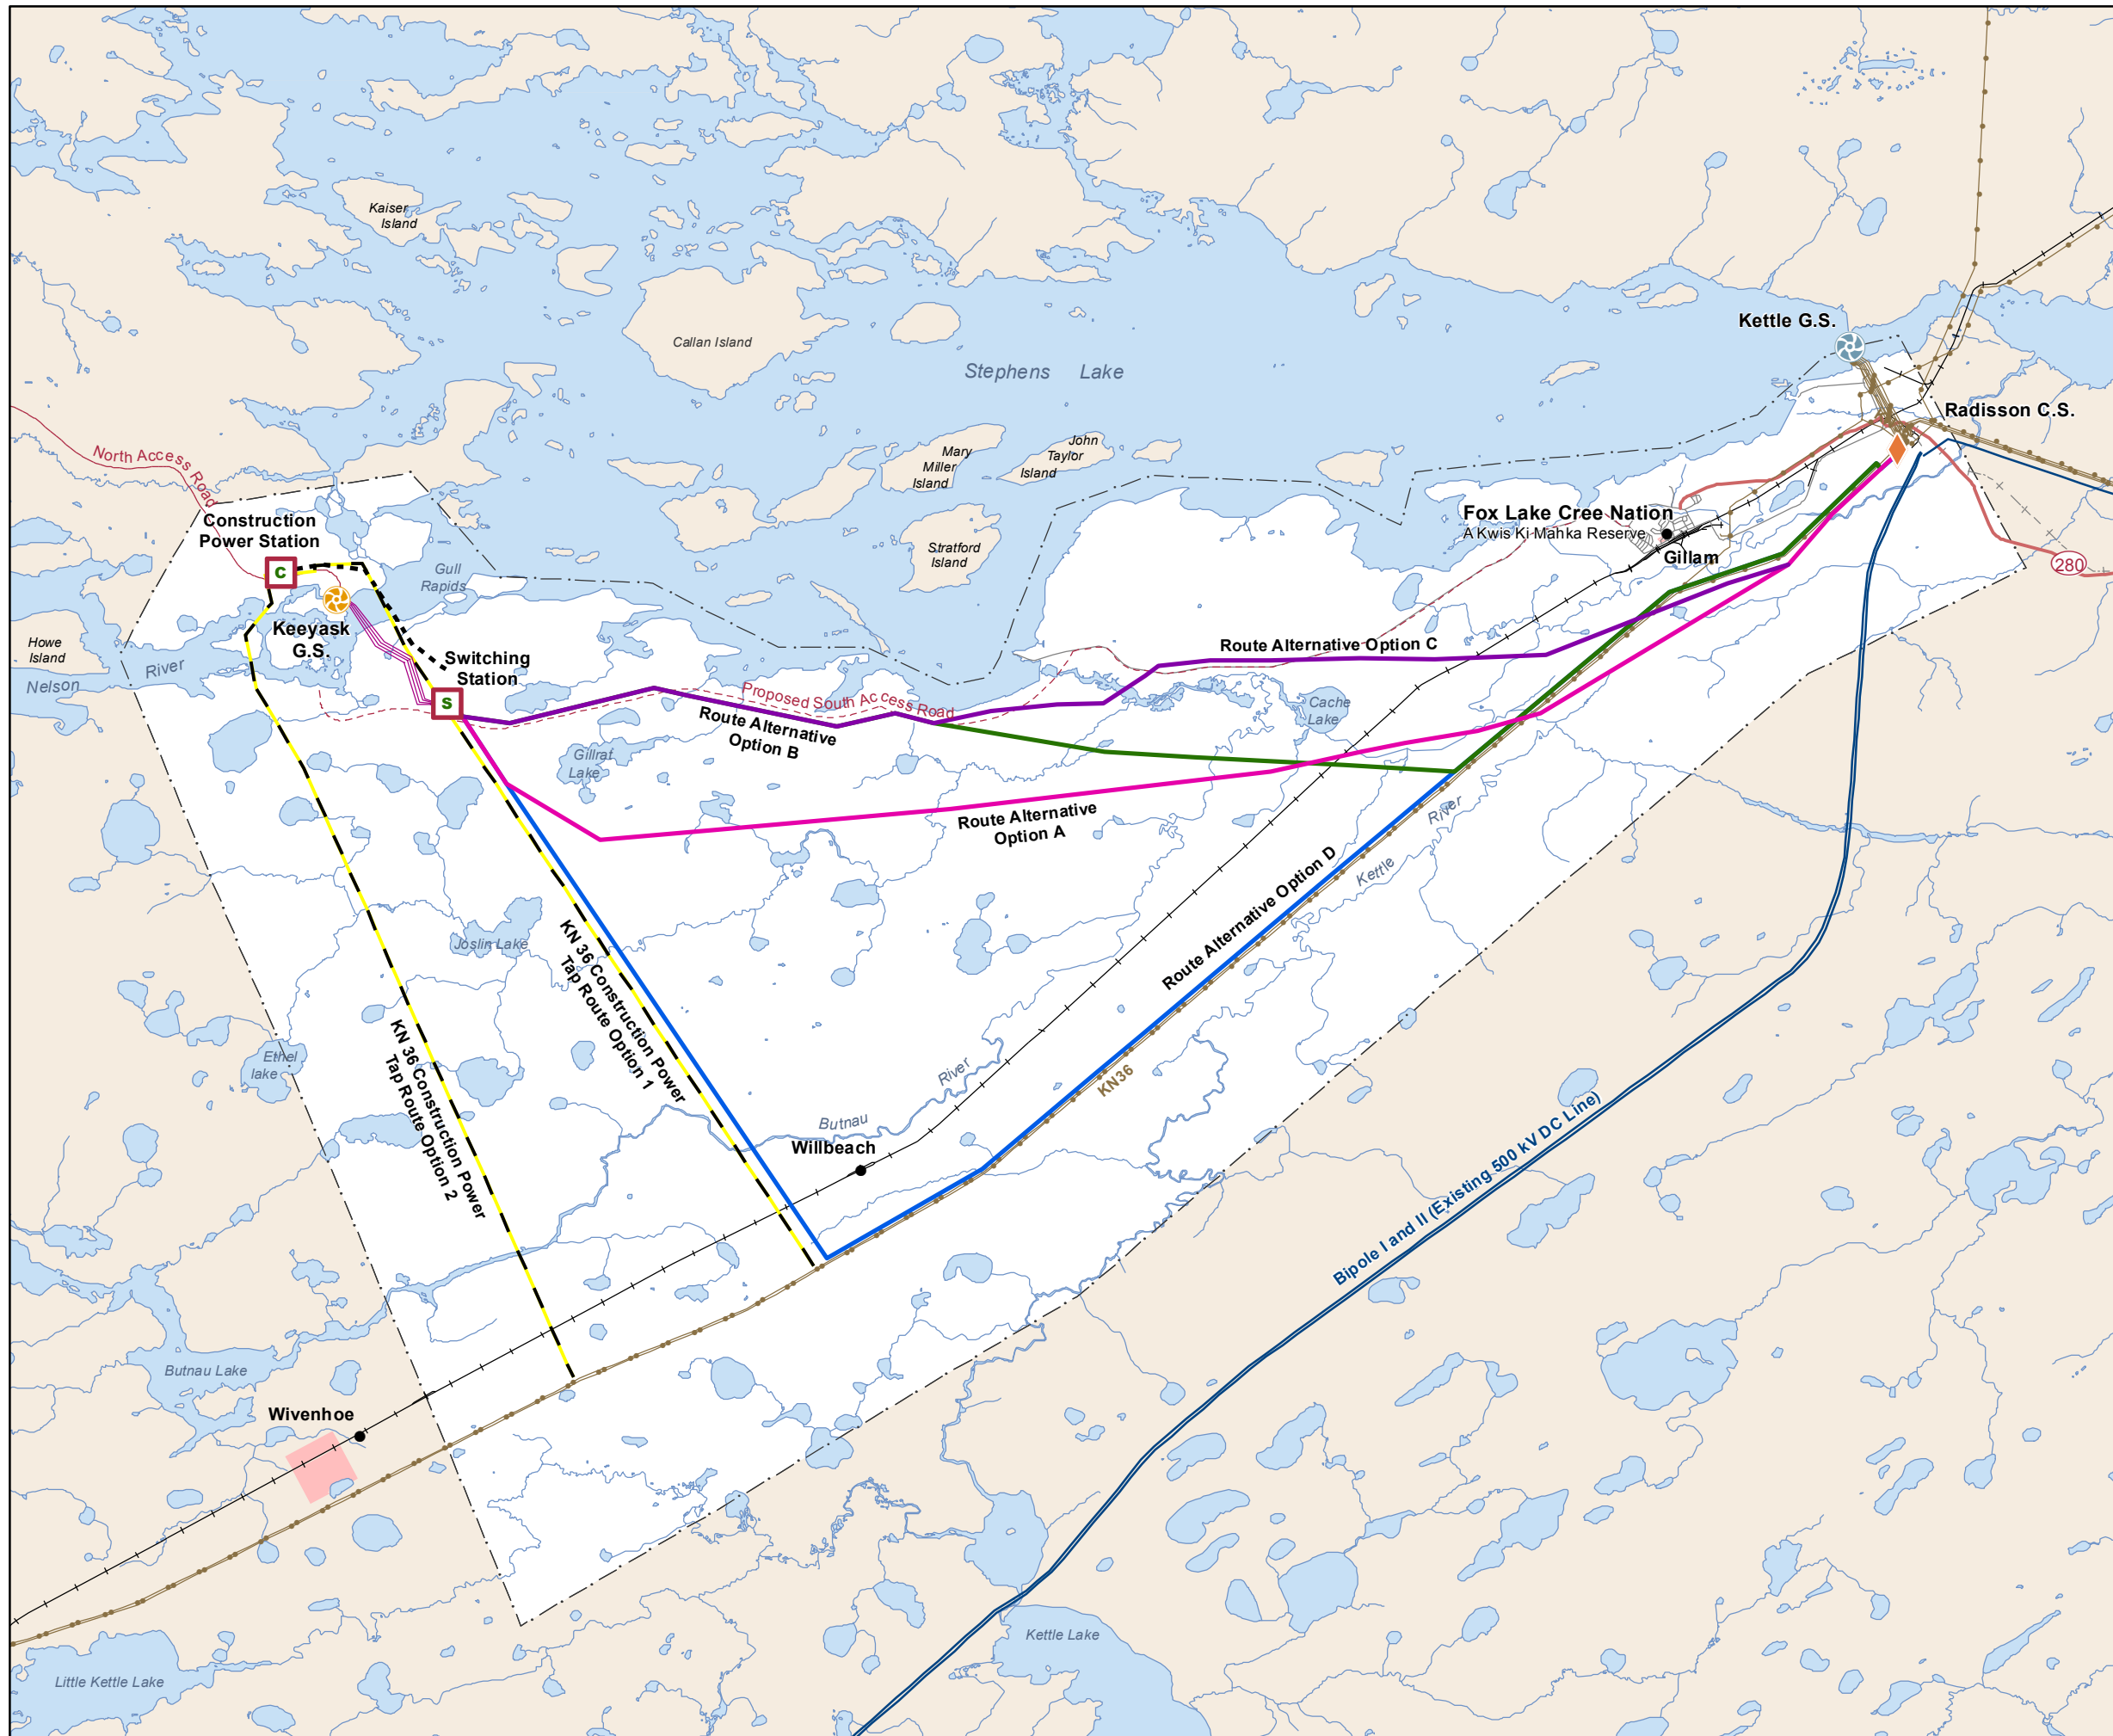 Kaiser
Island
Callan Island
Stephens Lake
Kettle G.S.
Radisson C.S.
North Access Road
Mary
Miller
Island
John
Taylor
Island
Stratford
Island
Construction
Power Station
C
Gull
Rapids
Fox Lake Cree Nation
A Kwis Ki Mahka Reserve
Gillam
280
Howe
Island
Nelson
River
Keeyask
G.S.
Switching
Station
S
Proposed South Access Road
Route Alternative Option C
Route Alternative
Option B
Cache
Lake
Gillrat
Lake
Route Alternative
Option A
Route Alternative Option D
River
Kettle
Joslin Lake
KN 36 Construction Power
Tap Route Option 1
KN 36 Construction Power
Tap Route Option 2
Ethel
lake
River
Butnau
KN36
Willbeach
Bipole I and II (Existing 500 kV DC Line)
Butnau Lake
Wivenhoe
Kettle Lake
Little Kettle Lake